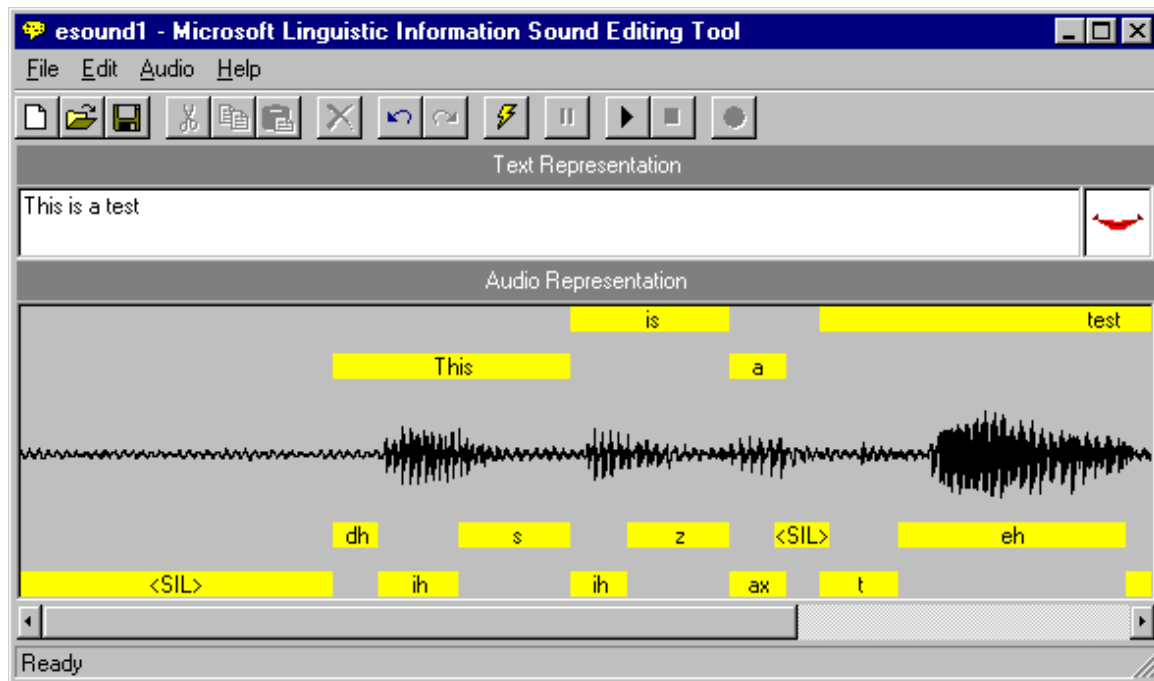 esound1 - Microsoft Linguistic Information Sound Editing Tool
File Edit Audio Help
Text Representation
This is a test
Audio Representation
is test
This a
dh s z <SIL> eh
<SIL> ih ih ax t
Ready